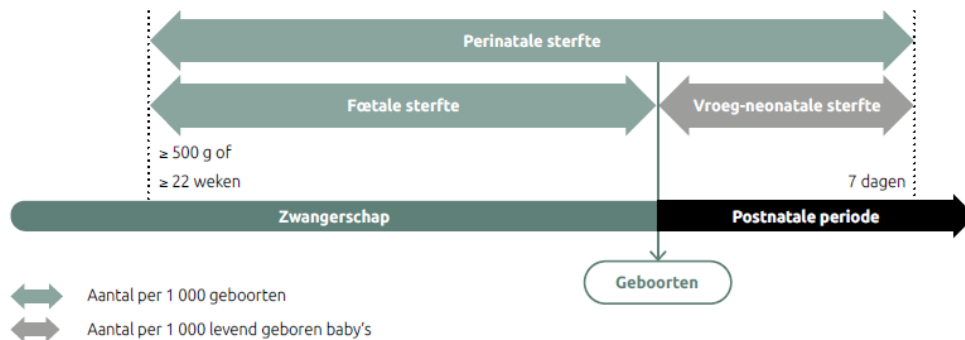 Perinatale sterfte
Fœtale sterfte
Vroeg-neonatale sterfte
≥ 500 g of
≥ 22 weken
7 dagen
Zwangerschap
Postnatale periode
Geboorten
Aantal per 1 000 geboorten
Aantal per 1 000 levend geboren baby's